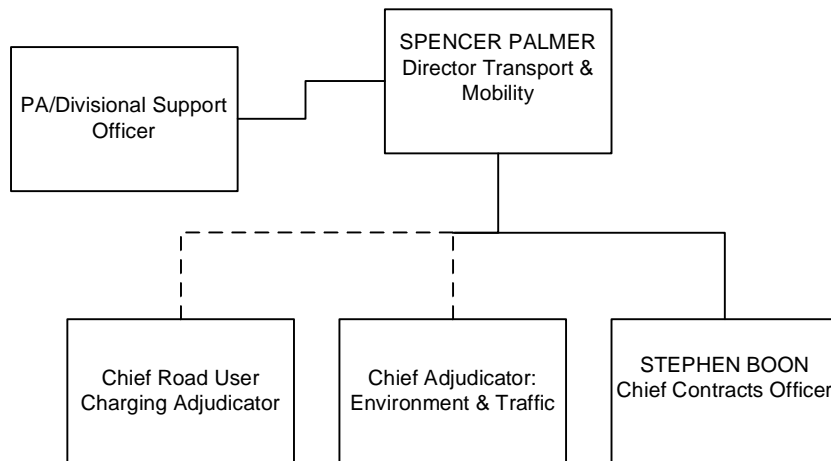 SPENCER PALMER
Director Transport &
Mobility
PA/Divisional Support
Officer
Chief Road User
Charging Adjudicator
Chief Adjudicator:
Environment & Traffic
STEPHEN BOON
Chief Contracts Officer